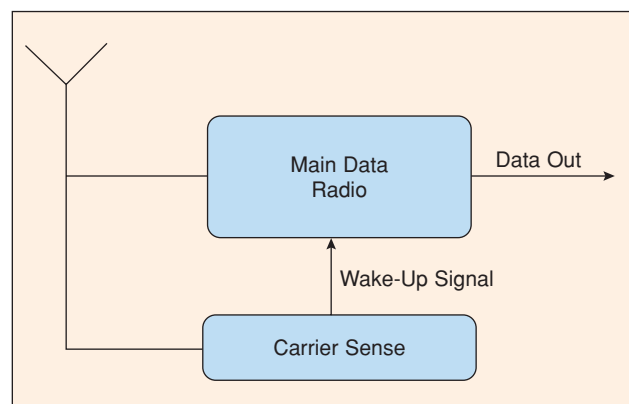 Main Data
Radio
Data Out
Wake-Up Signal
Carrier Sense